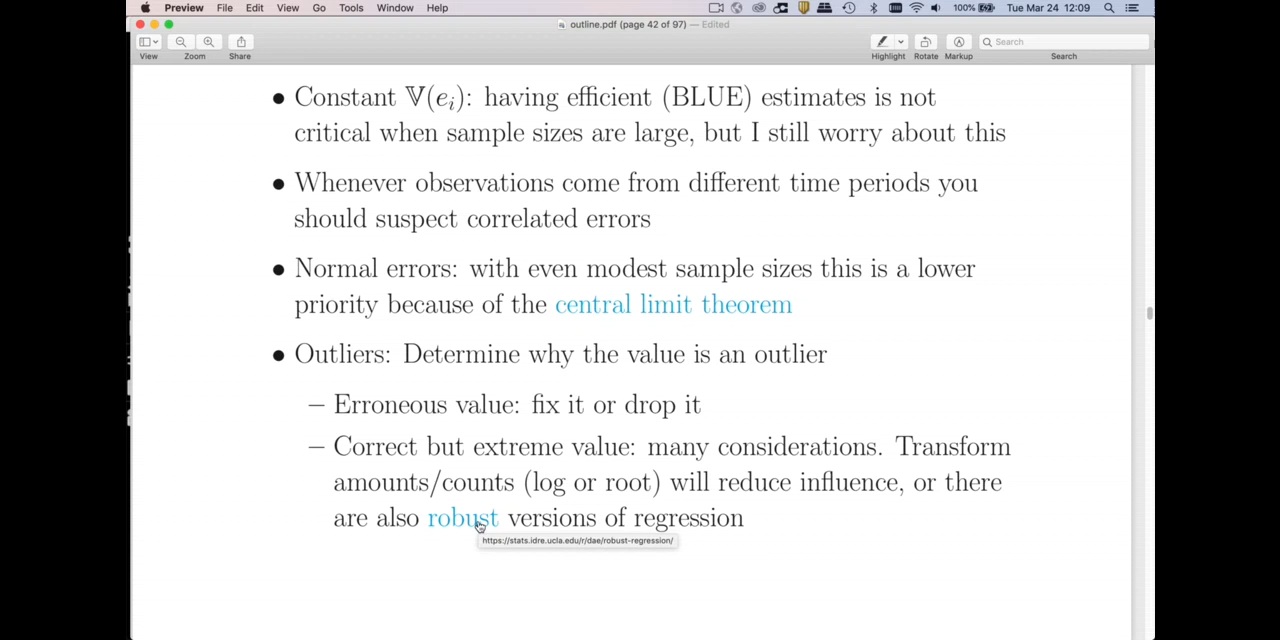 Preview File Edit View Go Tools Window Help 100% Tue Mar 24 12:09
outline.pdf (page 42 of 97) — Edited
Search
View Zoom Share Highlight Rotate Markup Search
• Constant 𝕍(eᵢ): having efficient (BLUE) estimates is not
critical when sample sizes are large, but I still worry about this
• Whenever observations come from different time periods you
should suspect correlated errors
• Normal errors: with even modest sample sizes this is a lower
priority because of the central limit theorem
• Outliers: Determine why the value is an outlier
– Erroneous value: fix it or drop it
– Correct but extreme value: many considerations. Transform
amounts/counts (log or root) will reduce influence, or there
are also robust versions of regression
https://stats.idre.ucla.edu/r/dae/robust-regression/